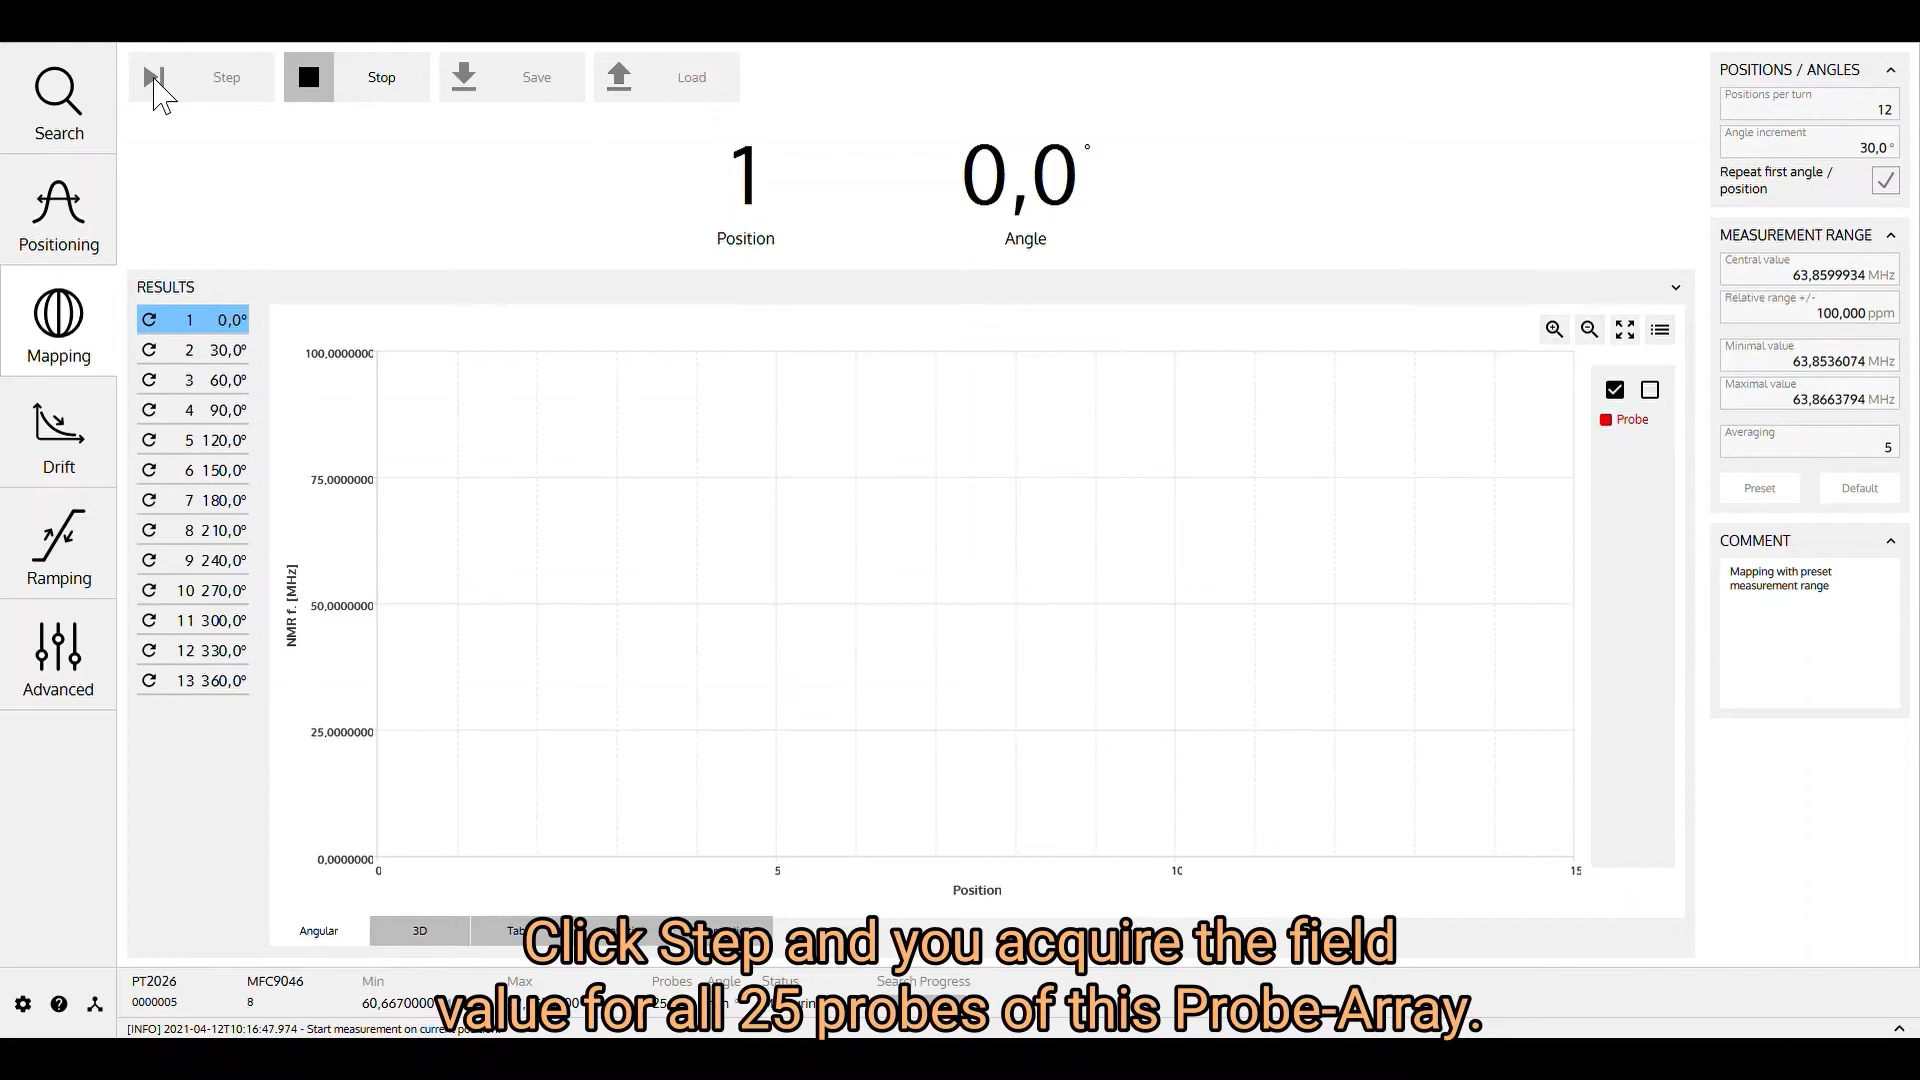 Step
Stop
Save
Load
Search
Positioning
Mapping
Drift
Ramping
Advanced
1
0,0°
Position
Angle
RESULTS
1 0,0°
2 30,0°
3 60,0°
4 90,0°
5 120,0°
6 150,0°
7 180,0°
8 210,0°
9 240,0°
10 270,0°
11 300,0°
12 330,0°
13 360,0°
NMR f. [MHz]
100,0000000
75,0000000
50,0000000
25,0000000
0,0000000
0
5
10
15
Position
Probe
Angular
3D
POSITIONS / ANGLES
Positions per turn
12
Angle increment
30,0 °
Repeat first angle /
position
MEASUREMENT RANGE
Central value
63,8599934 MHz
Relative range +/-
100,000 ppm
Minimal value
63,8536074 MHz
Maximal value
63,8663794 MHz
Averaging
5
Preset
Default
COMMENT
Mapping with preset
measurement range
Click Step and you acquire the field
value for all 25 probes of this Probe-Array.
PT2026
0000005
MFC9046
8
Min
Max
Probes
Angle
Status
Search Progress
[INFO] 2021-04-12T10:16:47.974 - Start measurement on current